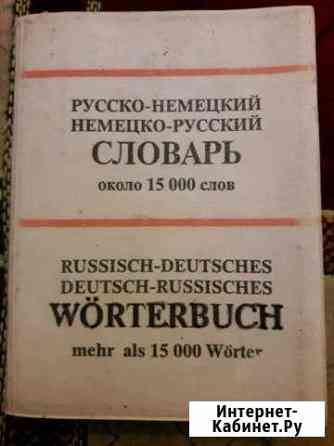 РУССКО-НЕМЕЦКИЙ
НЕМЕЦКО-РУССКИЙ
СЛОВАРЬ
около 15 000 слов
RUSSISCH-DEUTSCHES
DEUTSCH-RUSSISCHES
WÖRTERBUCH
mehr als 15 000 Wörter
Интернет-
Кабинет.Ру